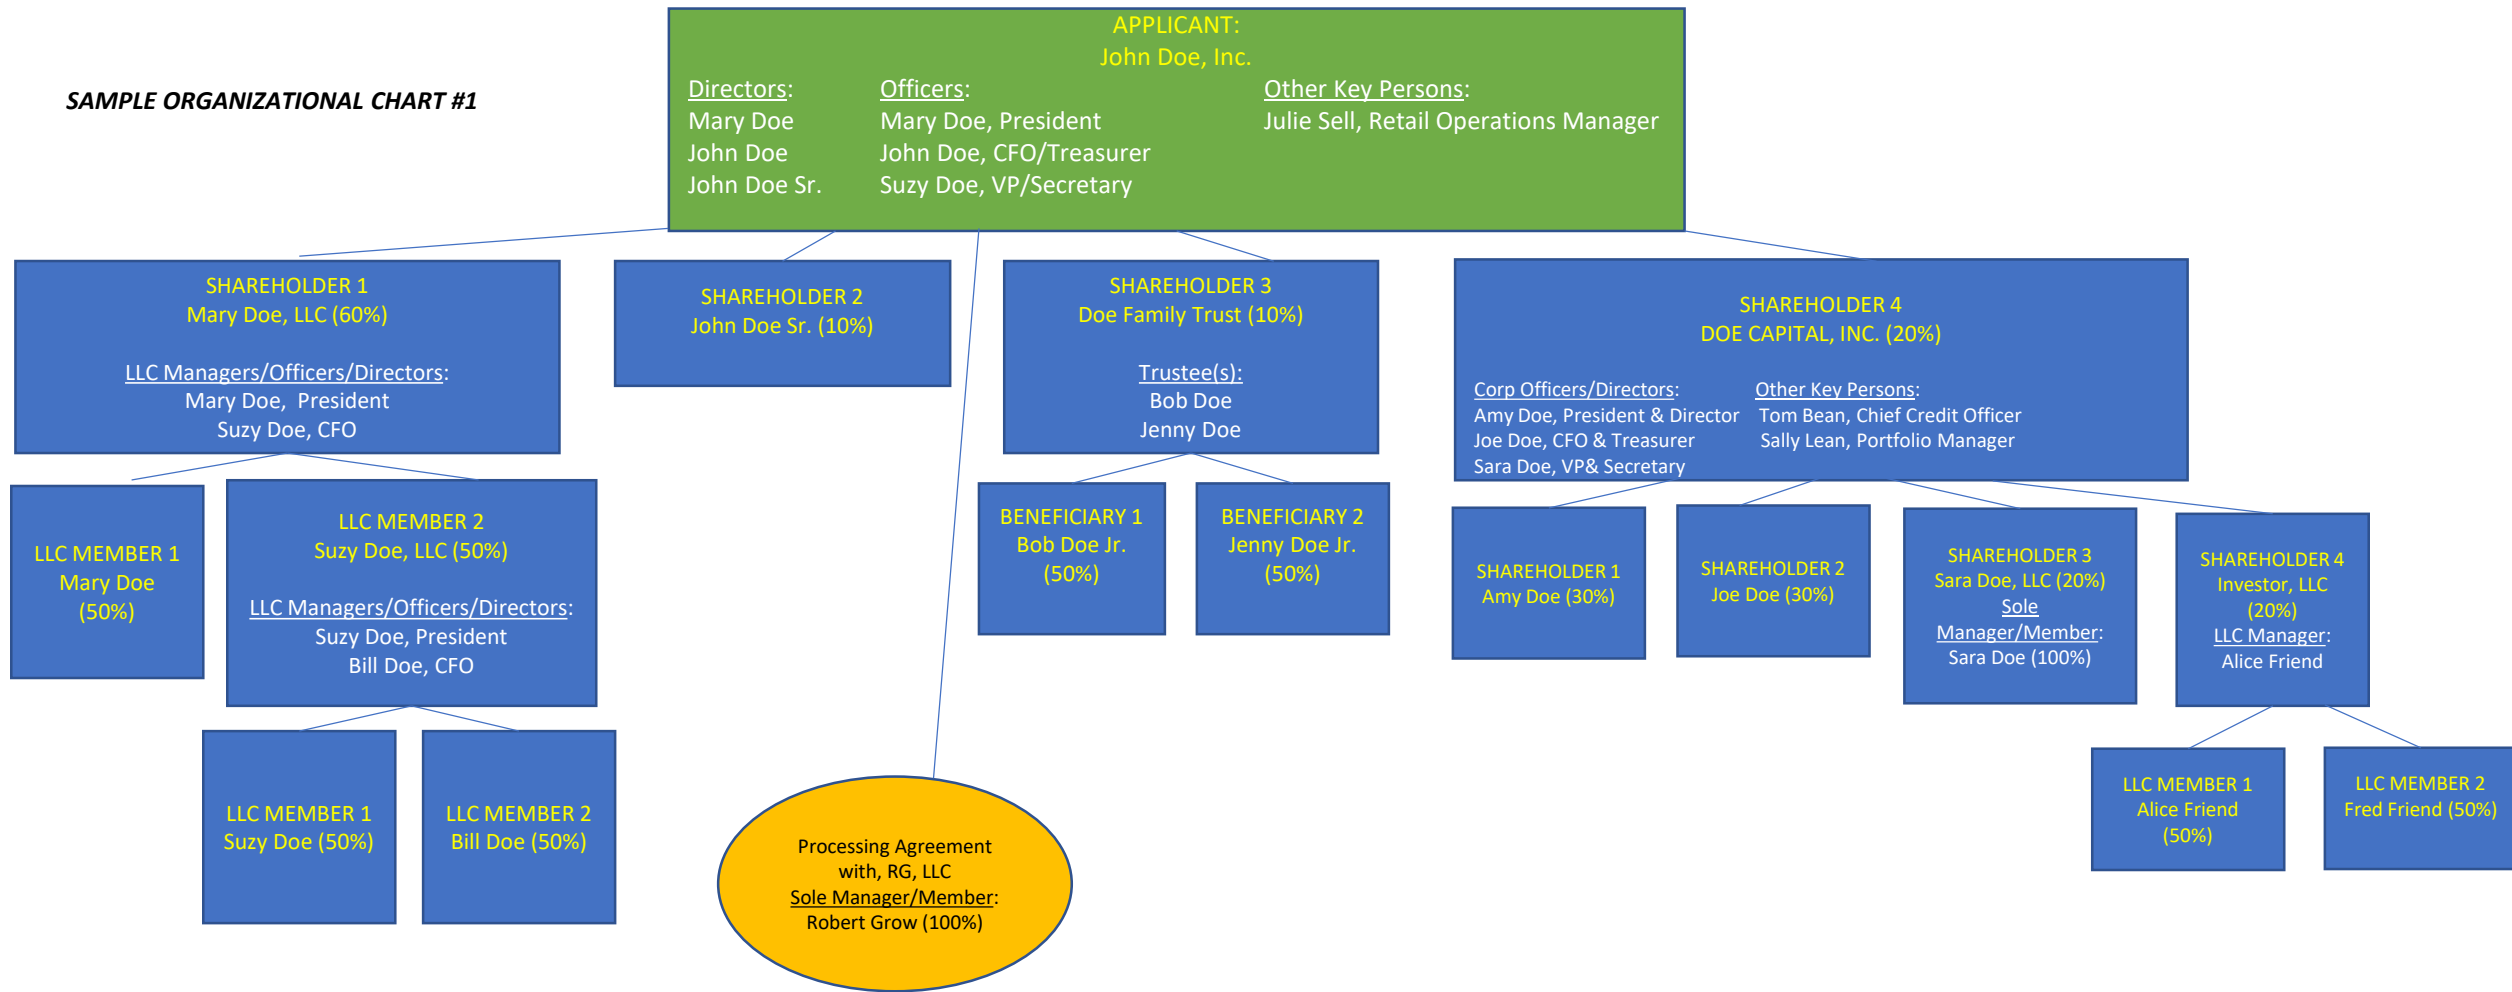 SAMPLE ORGANIZATIONAL CHART #1
APPLICANT:
John Doe, Inc.
Directors:
Mary Doe
John Doe
John Doe Sr.
Officers:
Mary Doe, President
John Doe, CFO/Treasurer
Suzy Doe, VP/Secretary
Other Key Persons:
Julie Sell, Retail Operations Manager
SHAREHOLDER 1
Mary Doe, LLC (60%)
LLC Managers/Officers/Directors:
Mary Doe, President
Suzy Doe, CFO
SHAREHOLDER 2
John Doe Sr. (10%)
SHAREHOLDER 3
Doe Family Trust (10%)
Trustee(s):
Bob Doe
Jenny Doe
SHAREHOLDER 4
DOE CAPITAL, INC. (20%)
Corp Officers/Directors:
Amy Doe, President & Director
Joe Doe, CFO & Treasurer
Sara Doe, VP& Secretary
Other Key Persons:
Tom Bean, Chief Credit Officer
Sally Lean, Portfolio Manager
LLC MEMBER 1
Mary Doe
(50%)
LLC MEMBER 2
Suzy Doe, LLC (50%)
LLC Managers/Officers/Directors:
Suzy Doe, President
Bill Doe, CFO
BENEFICIARY 1
Bob Doe Jr.
(50%)
BENEFICIARY 2
Jenny Doe Jr.
(50%)
SHAREHOLDER 1
Amy Doe (30%)
SHAREHOLDER 2
Joe Doe (30%)
SHAREHOLDER 3
Sara Doe, LLC (20%)
Sole
Manager/Member:
Sara Doe (100%)
SHAREHOLDER 4
Investor, LLC
(20%)
LLC Manager:
Alice Friend
LLC MEMBER 1
Suzy Doe (50%)
LLC MEMBER 2
Bill Doe (50%)
Processing Agreement
with, RG, LLC
Sole Manager/Member:
Robert Grow (100%)
LLC MEMBER 1
Alice Friend
(50%)
LLC MEMBER 2
Fred Friend (50%)